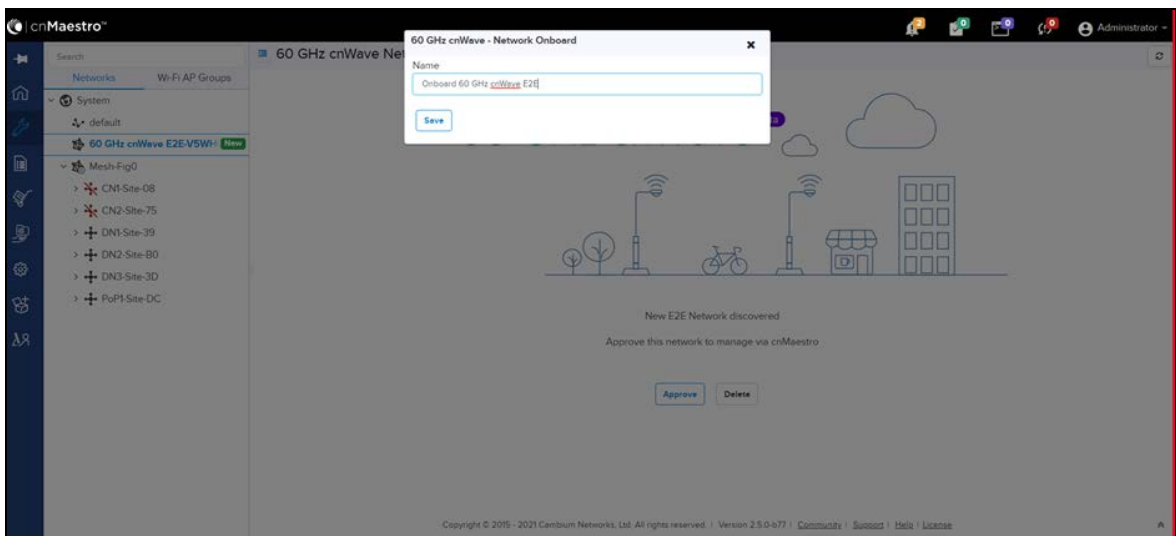 cnMaestro™
2
0
0
0
Administrator
Search
Networks Wi-Fi AP Groups
System
default
60 GHz cnWave E2E-V5WH New
Mesh-Fig0
CN1-Site-08
CN2-Site-75
DN1-Site-39
DN2-Site-B0
DN3-Site-3D
PoP1-Site-DC
60 GHz cnWave Net
60 GHz cnWave - Network Onboard
Name
Onboard 60 GHz cnWave E2E
Save
New E2E Network discovered
Approve this network to manage via cnMaestro
Approve Delete
Copyright © 2015 - 2021 Cambium Networks, Ltd. All rights reserved. | Version 2.5.0-b77 | Community | Support | Help | License